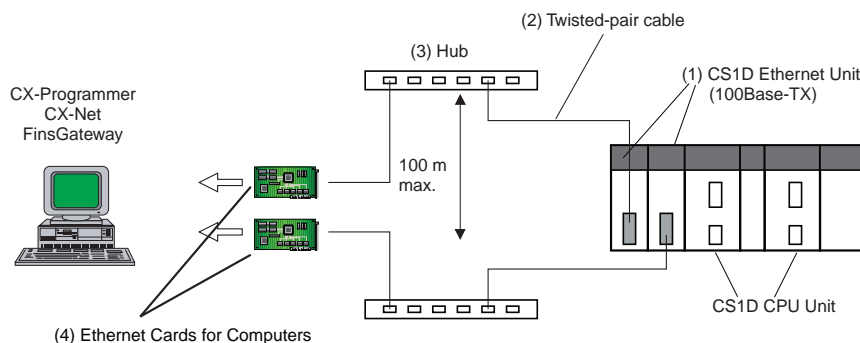 (2) Twisted-pair cable
(3) Hub
(1) CS1D Ethernet Unit
(100Base-TX)
CX-Programmer
CX-Net
FinsGateway
100 m
max.
CS1D CPU Unit
(4) Ethernet Cards for Computers